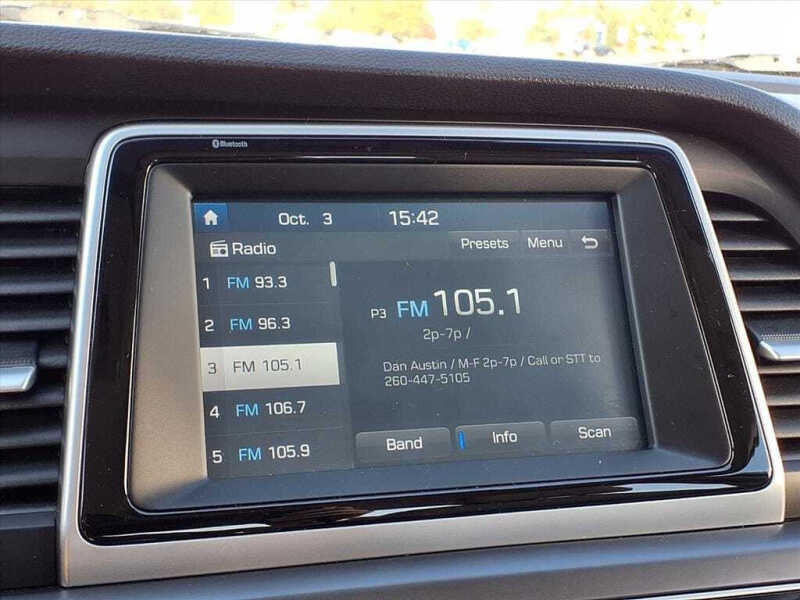 Bluetooth
Oct. 3 15:42
Radio Presets Menu
1 FM 93.3
2 FM 96.3
3 FM 105.1
4 FM 106.7
5 FM 105.9
P3 FM 105.1
2p-7p /
Dan Austin / M-F 2p-7p / Call or STT to
260-447-5105
Band Info Scan